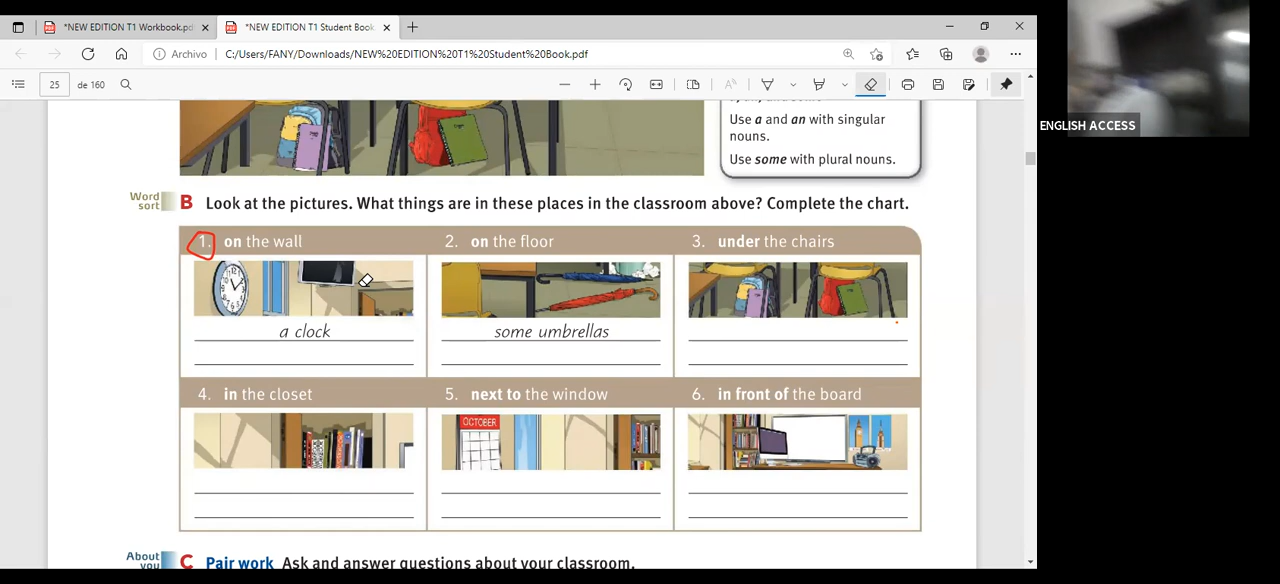 *NEW EDITION T1 Workbook.pd
*NEW EDITION T1 Student Book
Archivo
C:/Users/FANY/Downloads/NEW%20EDITION%20T1%20Student%20Book.pdf
25
de 160
ENGLISH ACCESS
Use a and an with singular
nouns.
Use some with plural nouns.
Word
sort
B Look at the pictures. What things are in these places in the classroom above? Complete the chart.
1. on the wall
2. on the floor
3. under the chairs
a clock
some umbrellas
4. in the closet
5. next to the window
6. in front of the board
OCTOBER
About
you
C Pair work Ask and answer questions about your classroom.